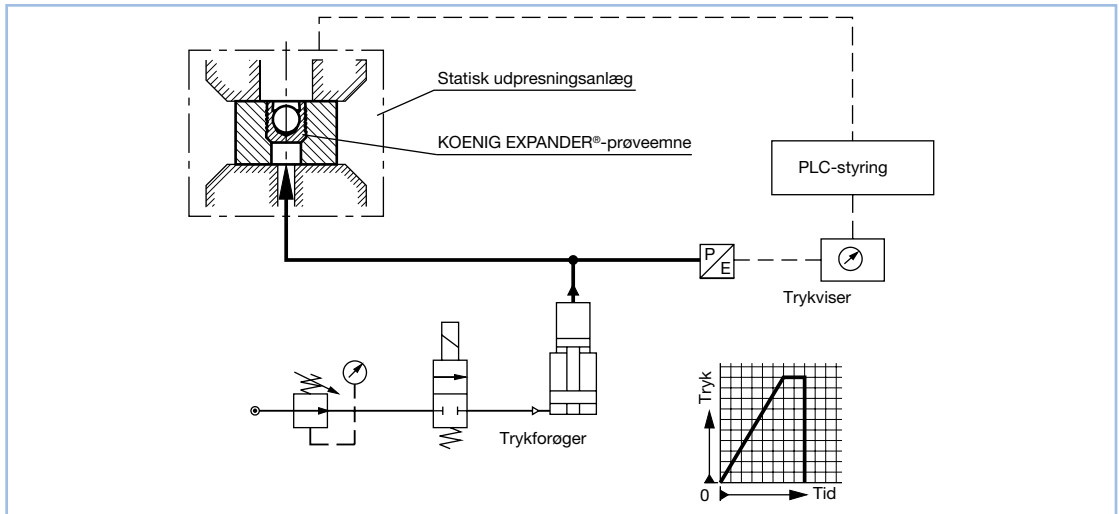 Statisk udpresningsanlæg
KOENIG EXPANDER®-prøveemne
PLC-styring
P
E
Trykviser
Trykforøger
Tryk
0
Tid